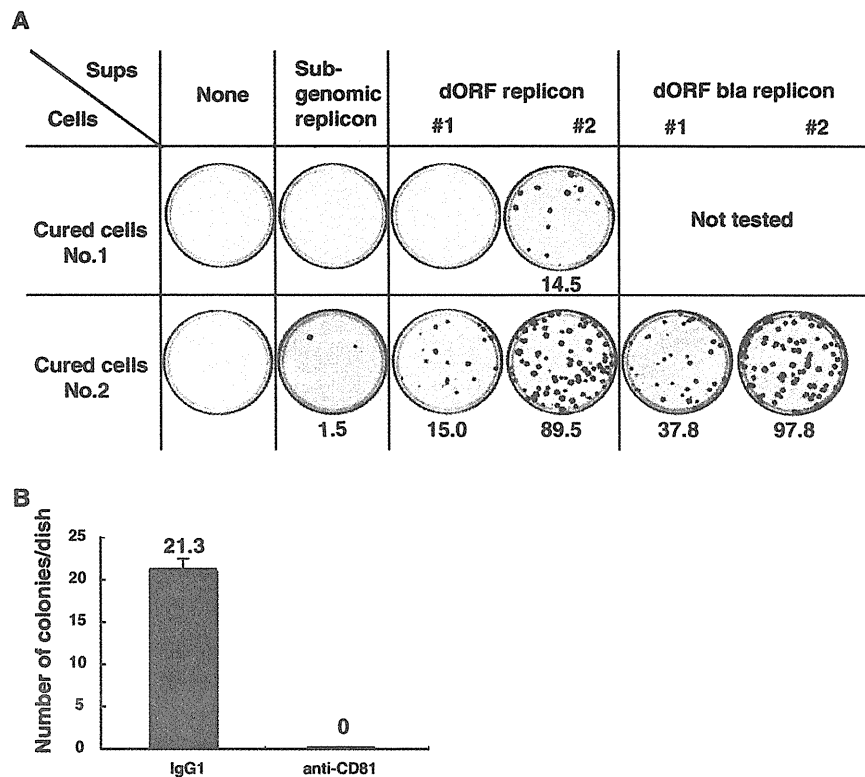 A
Sups
Cells
None
Sub-
genomic
replicon
dORF replicon
#1 #2
dORF bla replicon
#1 #2
Cured cells
No.1
14.5
Not tested
Cured cells
No.2
1.5
15.0
89.5
37.8
97.8
B
Number of colonies/dish
25
20
15
10
5
0
21.3
0
IgG1
anti-CD81